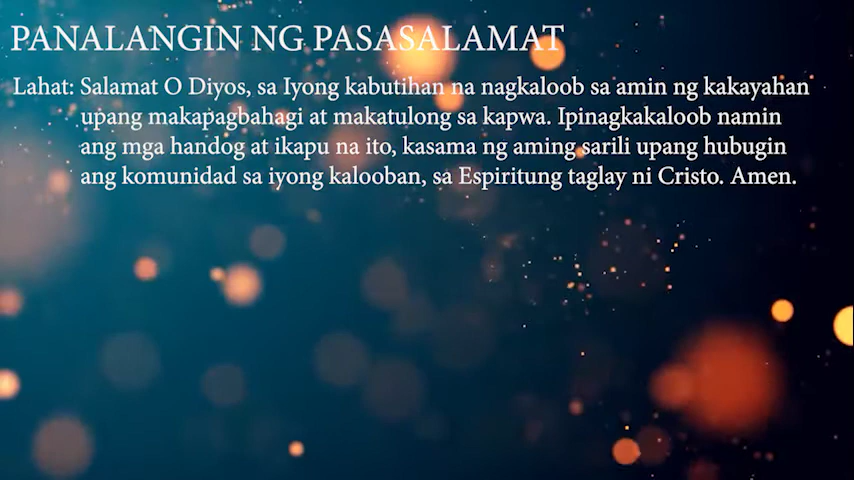 PANALANGIN NG PASASALAMAT
Lahat: Salamat O Diyos, sa Iyong kabutihan na nagkaloob sa amin ng kakayahan
upang makapagbahagi at makatulong sa kapwa. Ipinagkakaloob namin
ang mga handog at ikapu na ito, kasama ng aming sarili upang hubugin
ang komunidad sa iyong kalooban, sa Espiritung taglay ni Cristo. Amen.